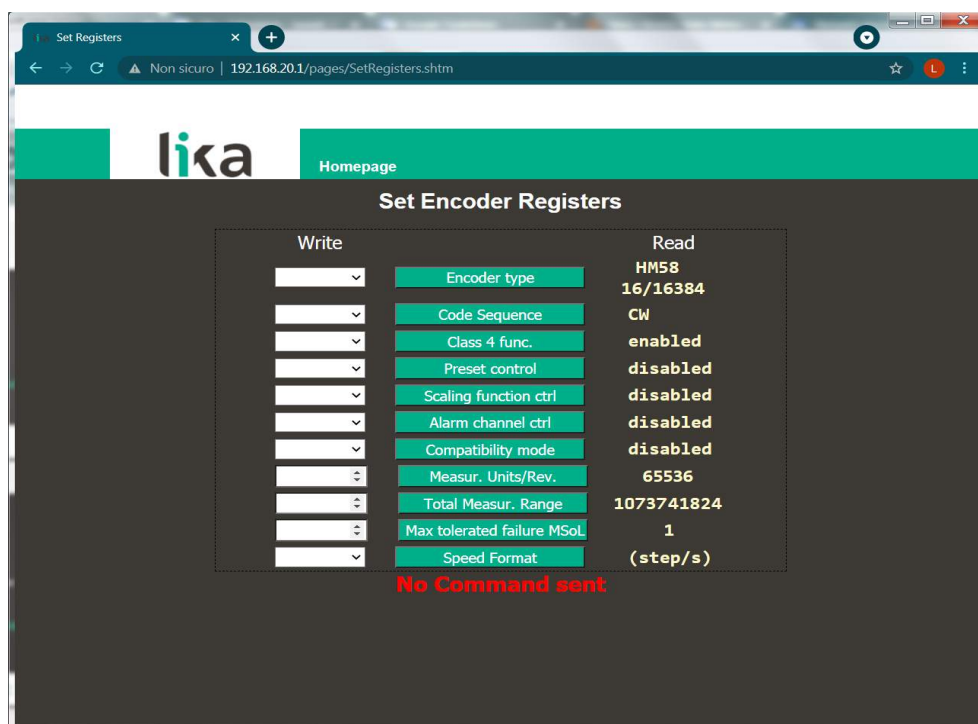 Set Registers
Non sicuro | 192.168.20.1/pages/SetRegisters.shtm
L
lika
Homepage
Set Encoder Registers
Write Read
Encoder type HM58
16/16384
Code Sequence CW
Class 4 func. enabled
Preset control disabled
Scaling function ctrl disabled
Alarm channel ctrl disabled
Compatibility mode disabled
Measur. Units/Rev. 65536
Total Measur. Range 1073741824
Max tolerated failure MSoL 1
Speed Format (step/s)
No Command sent